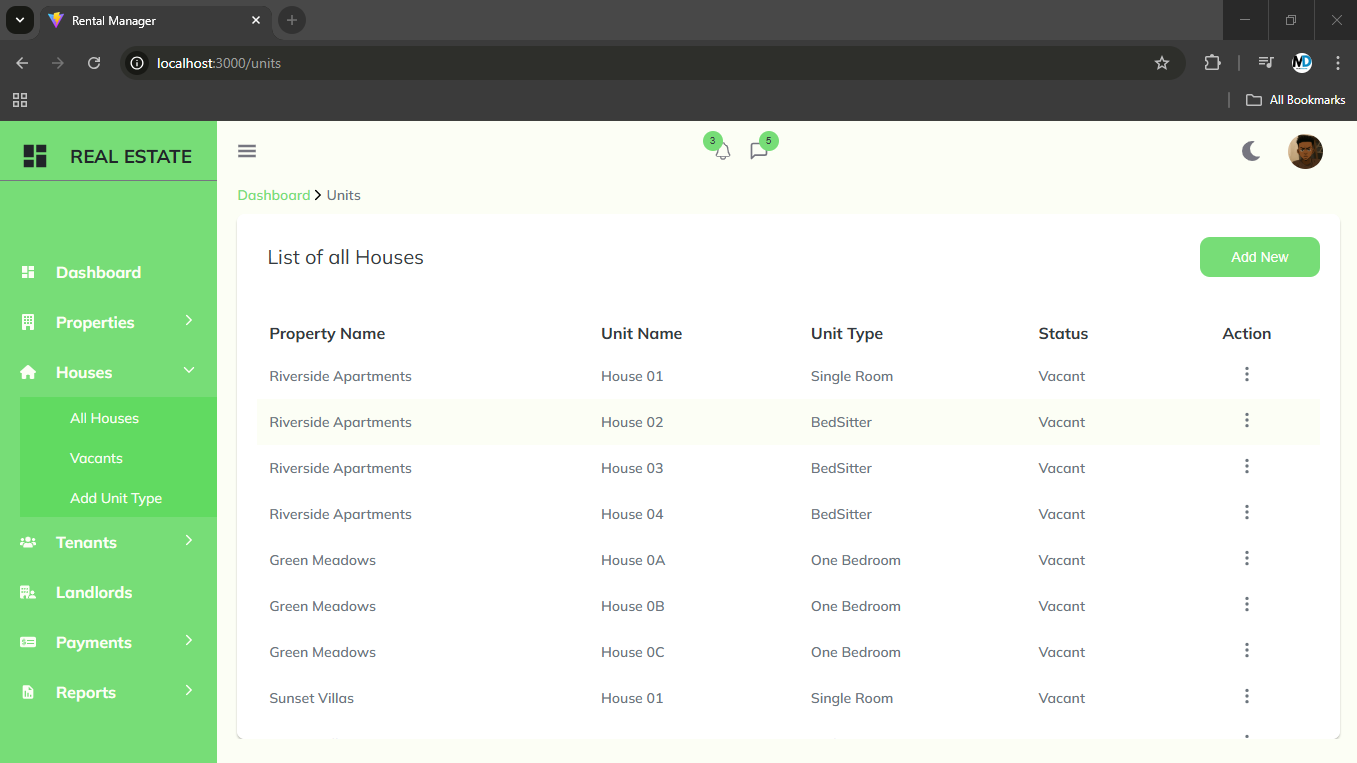 Rental Manager
localhost:3000/units
MD
All Bookmarks
REAL ESTATE
3
5
Dashboard Units
Dashboard
Properties
Houses
All Houses
Vacants
Add Unit Type
Tenants
Landlords
Payments
Reports
List of all Houses
Add New
Property Name Unit Name Unit Type Status Action
Riverside Apartments House 01 Single Room Vacant
Riverside Apartments House 02 BedSitter Vacant
Riverside Apartments House 03 BedSitter Vacant
Riverside Apartments House 04 BedSitter Vacant
Green Meadows House 0A One Bedroom Vacant
Green Meadows House 0B One Bedroom Vacant
Green Meadows House 0C One Bedroom Vacant
Sunset Villas House 01 Single Room Vacant